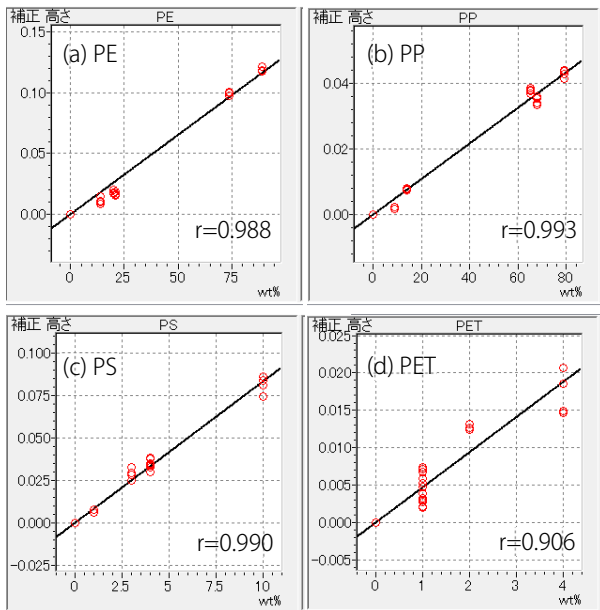 補正 高さ PE
(a) PE
0.15
0.10
0.05
0.00
r=0.988
0 25 50 75
wt%
補正 高さ PP
(b) PP
0.04
0.02
0.00
r=0.993
0 20 40 60 80
wt%
補正 高さ PS
(c) PS
0.100
0.075
0.050
0.025
0.000
-0.025
r=0.990
0 2.5 5 7.5 10
wt%
補正 高さ PET
(d) PET
0.025
0.020
0.015
0.010
0.005
0.000
-0.005
r=0.906
0 1 2 3 4
wt%